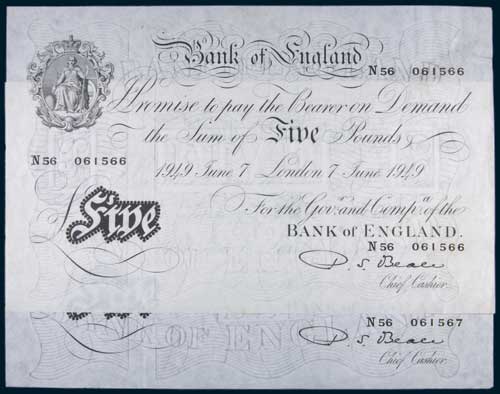 Bank of England
N56 061566
I Promise to pay the Bearer on Demand
the Sum of Five Pounds
N56 061566
1949 June 7 London 7 June 1949
£Five
For the Govr. and Compa. of the
BANK of ENGLAND.
N56 061566
P. S. Beale
Chief Cashier.
N56 061567
P. S. Beale
Chief Cashier.